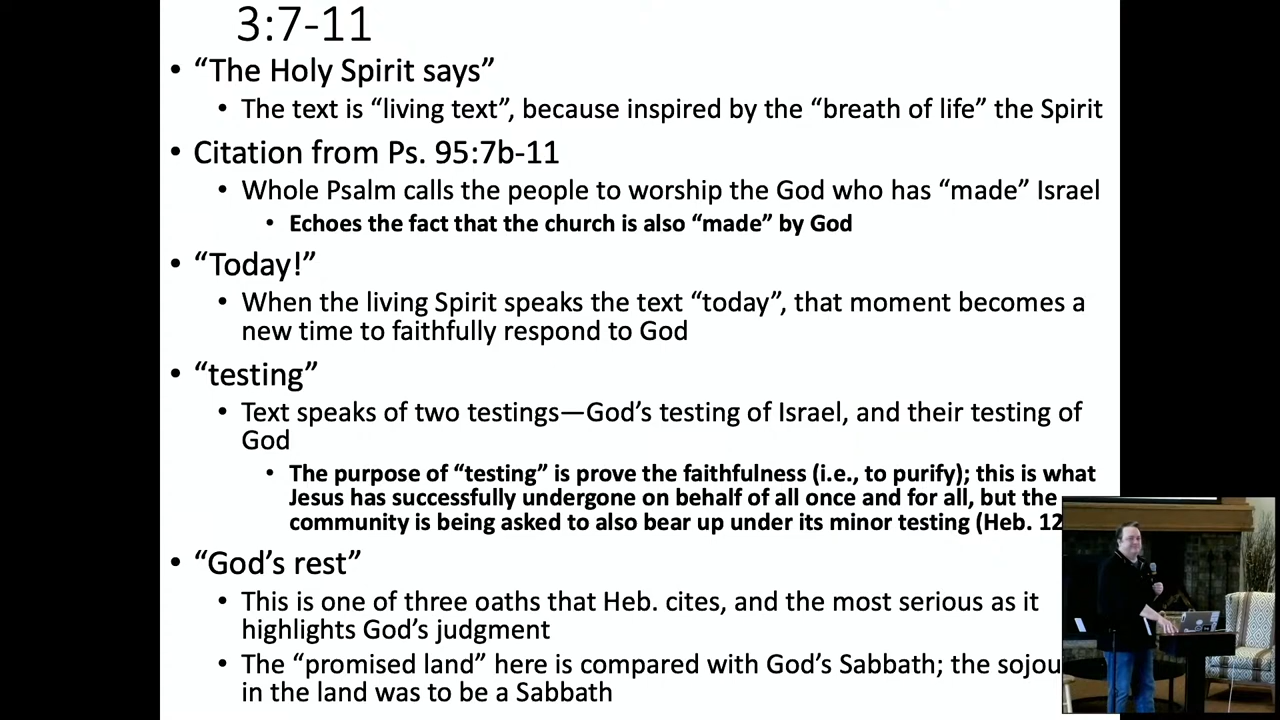 3:7-11
• “The Holy Spirit says”
• The text is “living text”, because inspired by the “breath of life” the Spirit
• Citation from Ps. 95:7b-11
• Whole Psalm calls the people to worship the God who has “made” Israel
• Echoes the fact that the church is also “made” by God
• “Today!”
• When the living Spirit speaks the text “today”, that moment becomes a
new time to faithfully respond to God
• “testing”
• Text speaks of two testings—God’s testing of Israel, and their testing of
God
• The purpose of “testing” is prove the faithfulness (i.e., to purify); this is what
Jesus has successfully undergone on behalf of all once and for all, but the
community is being asked to also bear up under its minor testing (Heb. 12
• “God’s rest”
• This is one of three oaths that Heb. cites, and the most serious as it
highlights God’s judgment
• The “promised land” here is compared with God’s Sabbath; the sojou
in the land was to be a Sabbath